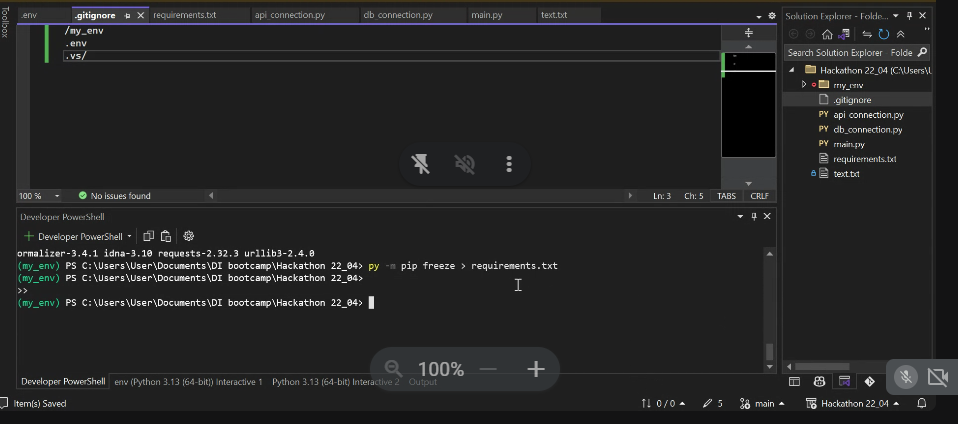 Toolbox
.env .gitignore requirements.txt api_connection.py db_connection.py main.py text.txt
/my_env
.env
.vs/
100 % No issues found Ln: 3 Ch: 5 TABS CRLF
Developer PowerShell
Developer PowerShell
ormalizer-3.4.1 idna-3.10 requests-2.32.3 urllib3-2.4.0
(my_env) PS C:\Users\User\Documents\DI bootcamp\Hackathon 22_04> py -m pip freeze > requirements.txt
(my_env) PS C:\Users\User\Documents\DI bootcamp\Hackathon 22_04>
>>
(my_env) PS C:\Users\User\Documents\DI bootcamp\Hackathon 22_04>
100%
Developer PowerShell env (Python 3.13 (64-bit)) Interactive 1 Python 3.13 (64-bit) Interactive 2 Output
Solution Explorer - Folde...
Search Solution Explorer - Folde
Hackathon 22_04 (C:\Users\U
my_env
.gitignore
api_connection.py
PY db_connection.py
PY main.py
requirements.txt
text.txt
Item(s) Saved 0 / 0 5 main Hackathon 22_04